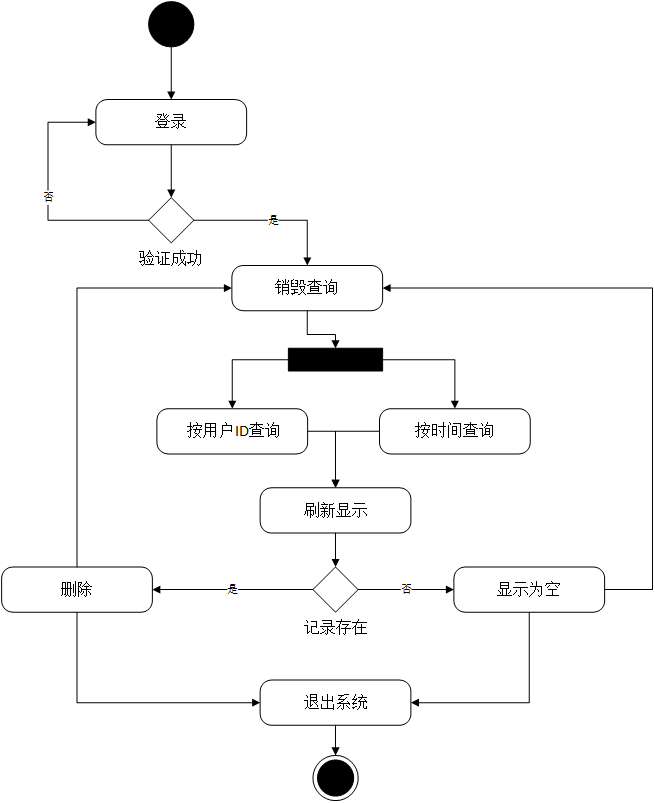 登录
否
是
验证成功
销毁查询
按用户ID查询
按时间查询
刷新显示
删除
是
否
显示为空
记录存在
退出系统